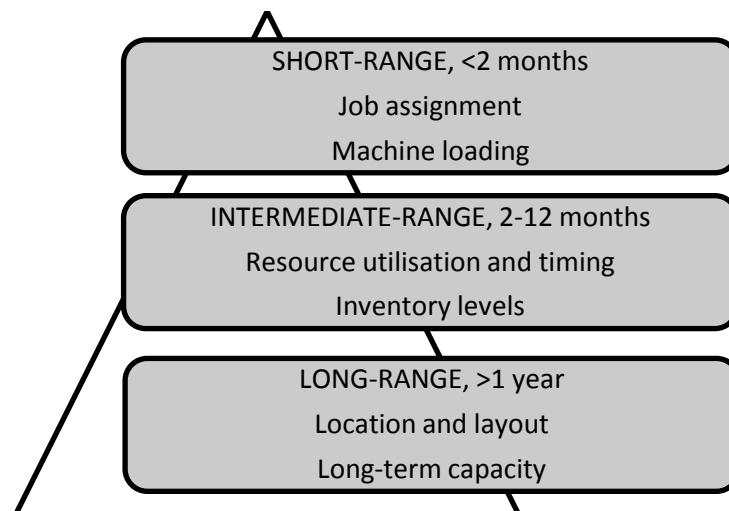 SHORT-RANGE, <2 months
Job assignment
Machine loading
INTERMEDIATE-RANGE, 2-12 months
Resource utilisation and timing
Inventory levels
LONG-RANGE, >1 year
Location and layout
Long-term capacity